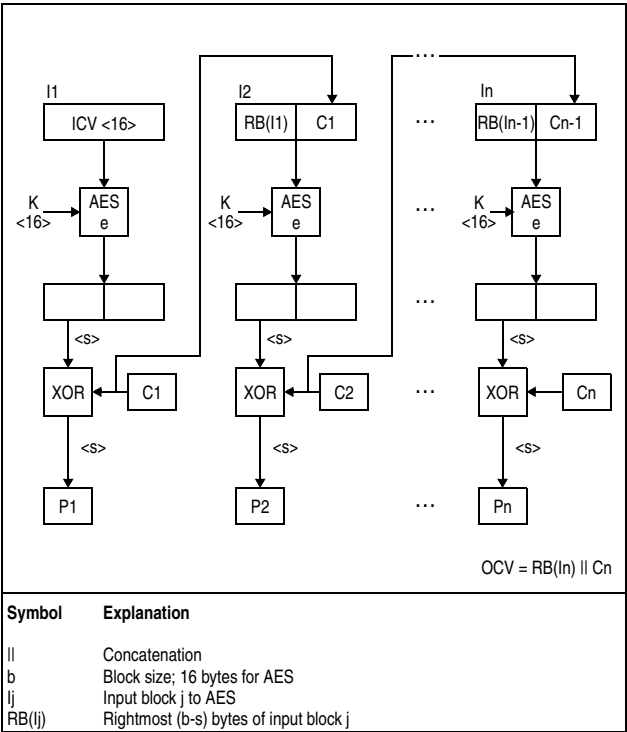 ...
I1 I2 In
ICV <16> RB(I1) C1 ... RB(In-1) Cn-1
K <16> AES e K <16> AES e ... K <16> AES e
...
<s> <s> <s>
XOR C1 XOR C2 ... XOR Cn
<s> <s> <s>
P1 P2 ... Pn
OCV = RB(In) || Cn
Symbol Explanation
|| Concatenation
b Block size; 16 bytes for AES
Ij Input block j to AES
RB(Ij) Rightmost (b-s) bytes of input block j